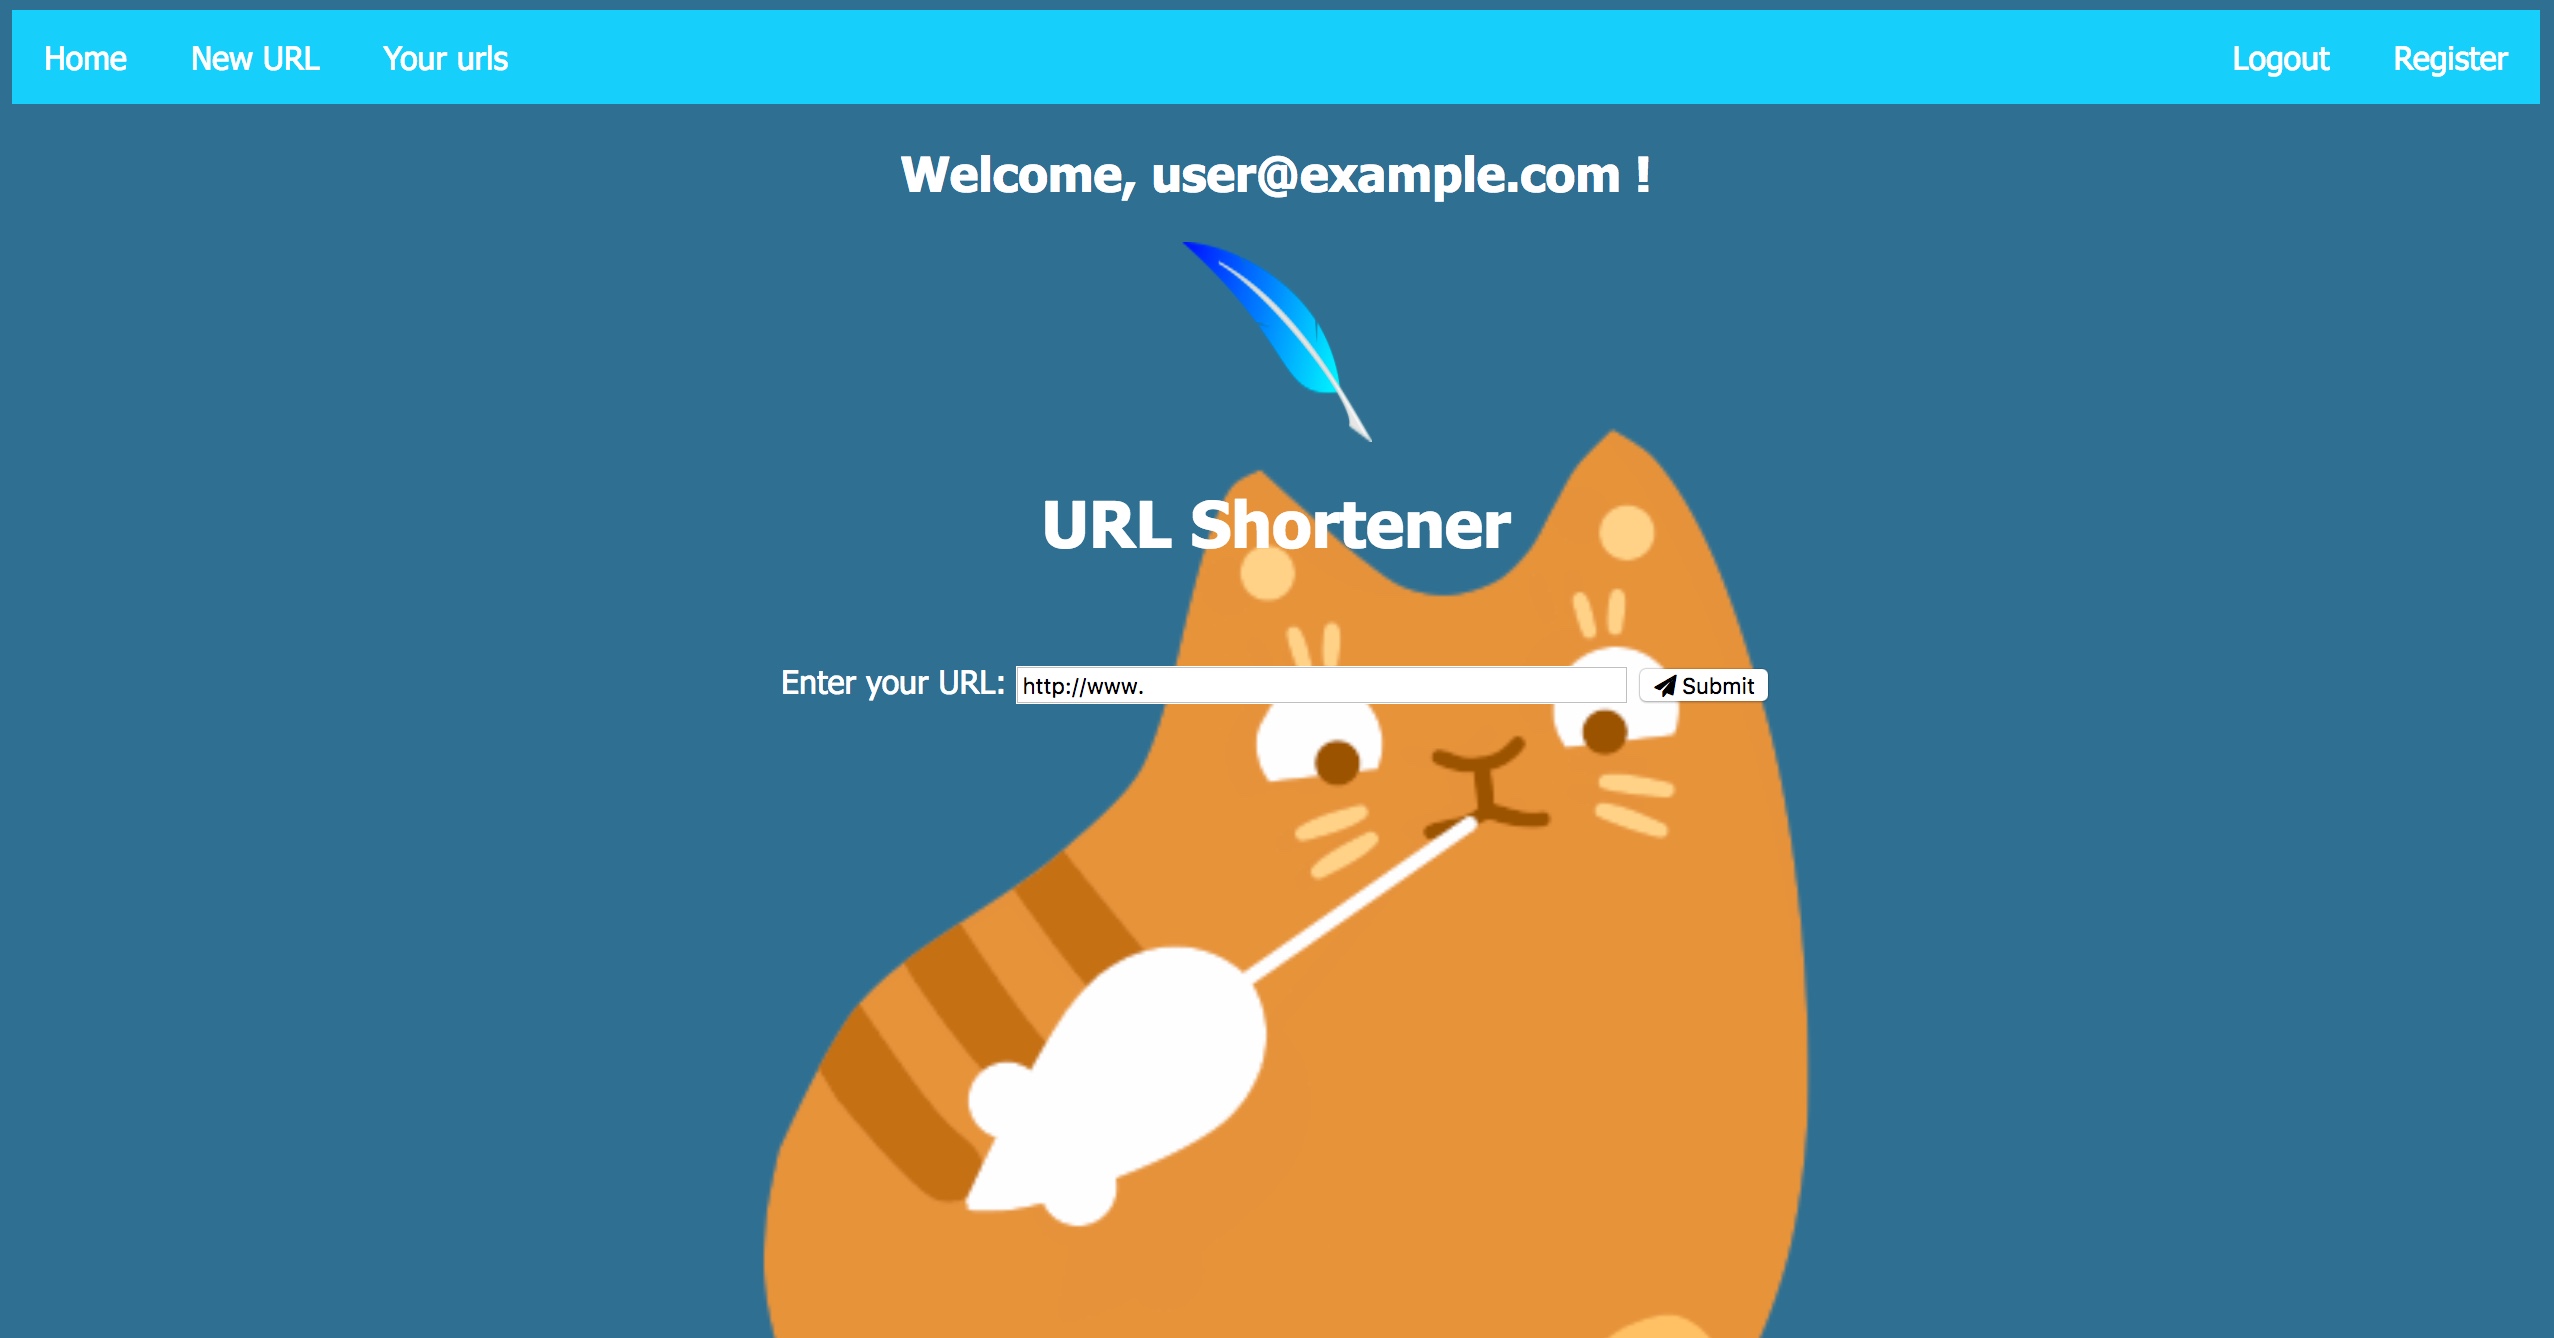 Home New URL Your urls Logout Register
Welcome, user@example.com !
URL Shortener
Enter your URL: http://www. Submit